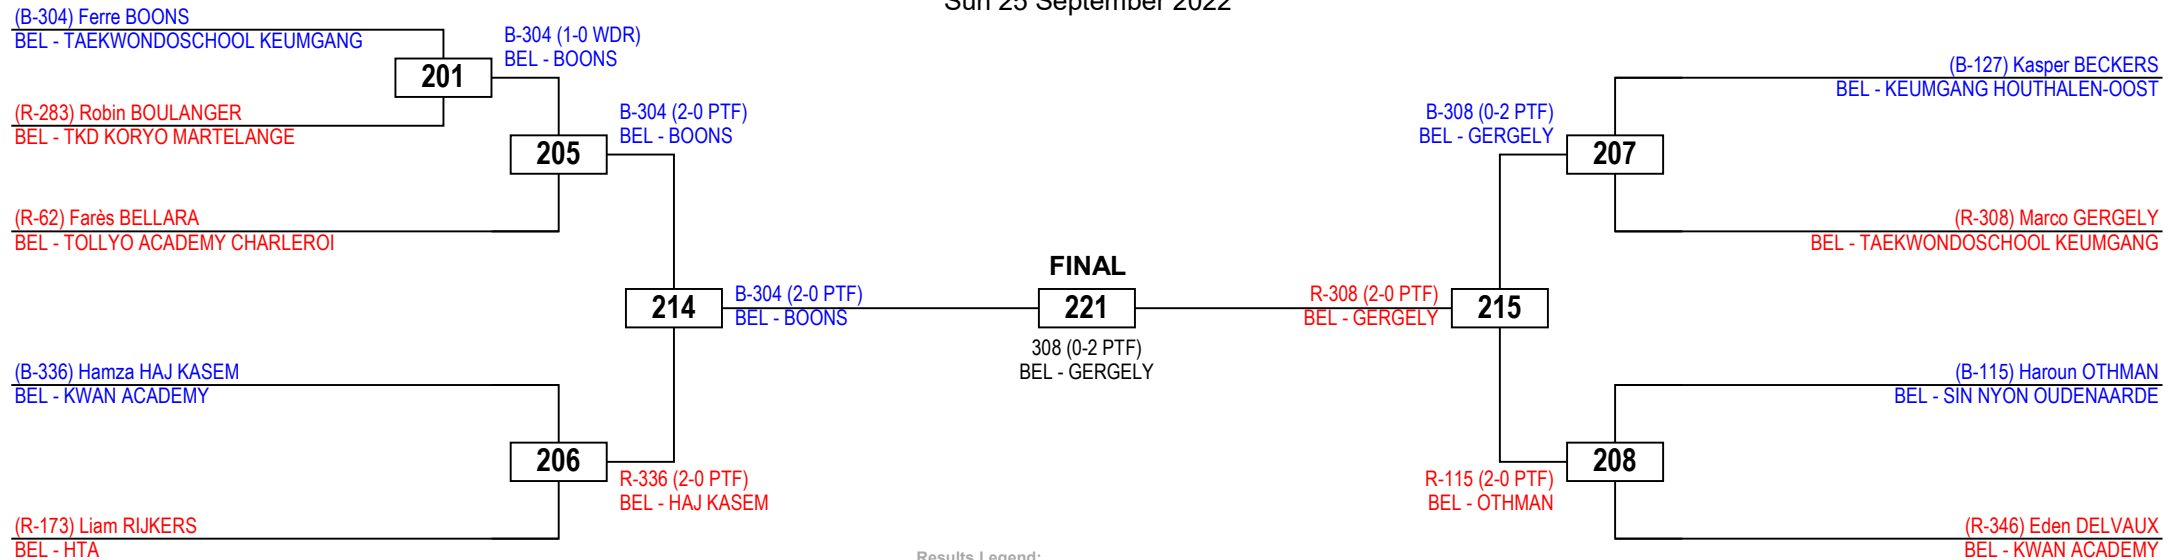 Sun 25 September 2022
(B-304) Ferre BOONS
BEL - TAEKWONDOSCHOOL KEUMGANG
201
B-304 (1-0 WDR)
BEL - BOONS
(R-283) Robin BOULANGER
BEL - TKD KORYO MARTELANGE
205
B-304 (2-0 PTF)
BEL - BOONS
(R-62) Farès BELLARA
BEL - TOLLYO ACADEMY CHARLEROI
214
B-304 (2-0 PTF)
BEL - BOONS
(B-336) Hamza HAJ KASEM
BEL - KWAN ACADEMY
206
R-336 (2-0 PTF)
BEL - HAJ KASEM
(R-173) Liam RIJKERS
BEL - HTA
FINAL
221
308 (0-2 PTF)
BEL - GERGELY
(B-127) Kasper BECKERS
BEL - KEUMGANG HOUTHALEN-OOST
B-308 (0-2 PTF)
BEL - GERGELY
207
(R-308) Marco GERGELY
BEL - TAEKWONDOSCHOOL KEUMGANG
R-308 (2-0 PTF)
BEL - GERGELY
215
(B-115) Haroun OTHMAN
BEL - SIN NYON OUDENAARDE
208
R-115 (2-0 PTF)
BEL - OTHMAN
(R-346) Eden DELVAUX
BEL - KWAN ACADEMY
Results Legend: